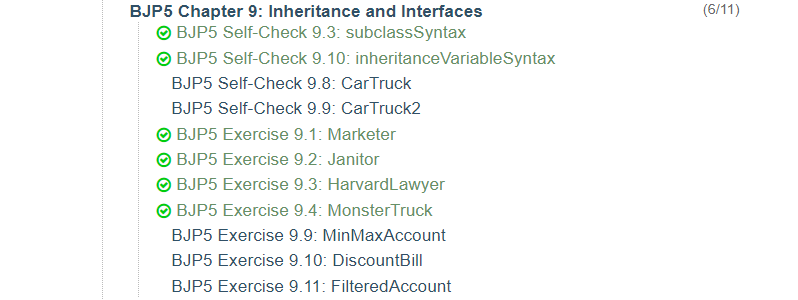 BJP5 Chapter 9: Inheritance and Interfaces (6/11)
BJP5 Self-Check 9.3: subclassSyntax
BJP5 Self-Check 9.10: inheritanceVariableSyntax
BJP5 Self-Check 9.8: CarTruck
BJP5 Self-Check 9.9: CarTruck2
BJP5 Exercise 9.1: Marketer
BJP5 Exercise 9.2: Janitor
BJP5 Exercise 9.3: HarvardLawyer
BJP5 Exercise 9.4: MonsterTruck
BJP5 Exercise 9.9: MinMaxAccount
BJP5 Exercise 9.10: DiscountBill
BJP5 Exercise 9.11: FilteredAccount